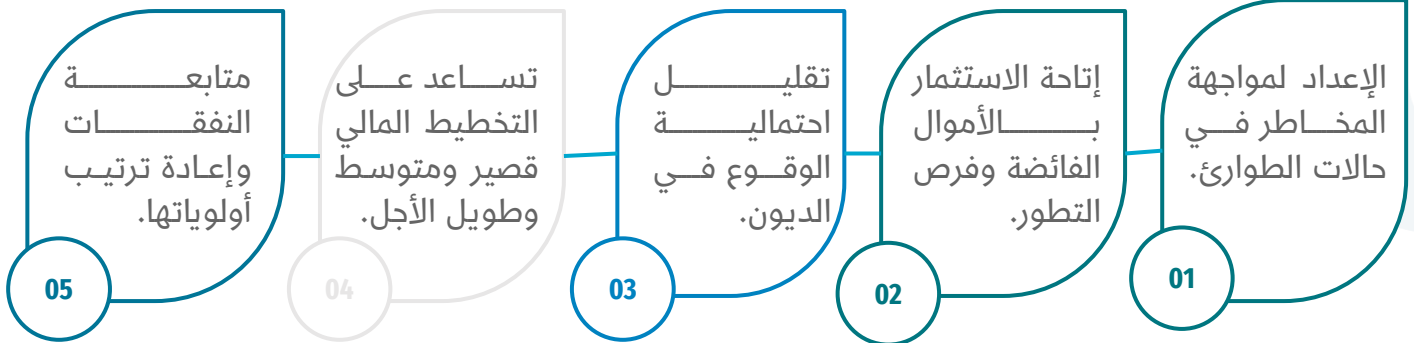 الإعداد لمواجهة
المخاطر في
حالات الطوارئ.
01
إتاحة الاستثمار
بالأموال
الفائضة وفرص
التطور.
02
تقليل
احتمالية
الوقوع في
الديون.
03
تساعد على
التخطيط المالي
قصير ومتوسط
وطويل الأجل.
04
متابعة
النفقات
وإعادة ترتيب
أولوياتها.
05